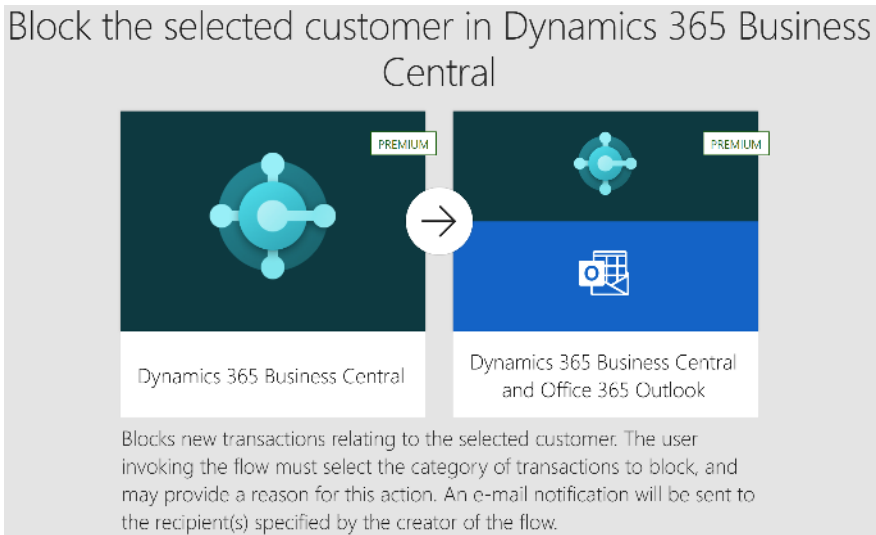 Block the selected customer in Dynamics 365 Business
Central
PREMIUM
PREMIUM
O
Dynamics 365 Business Central
Dynamics 365 Business Central
and Office 365 Outlook
Blocks new transactions relating to the selected customer. The user
invoking the flow must select the category of transactions to block, and
may provide a reason for this action. An e-mail notification will be sent to
the recipient(s) specified by the creator of the flow.